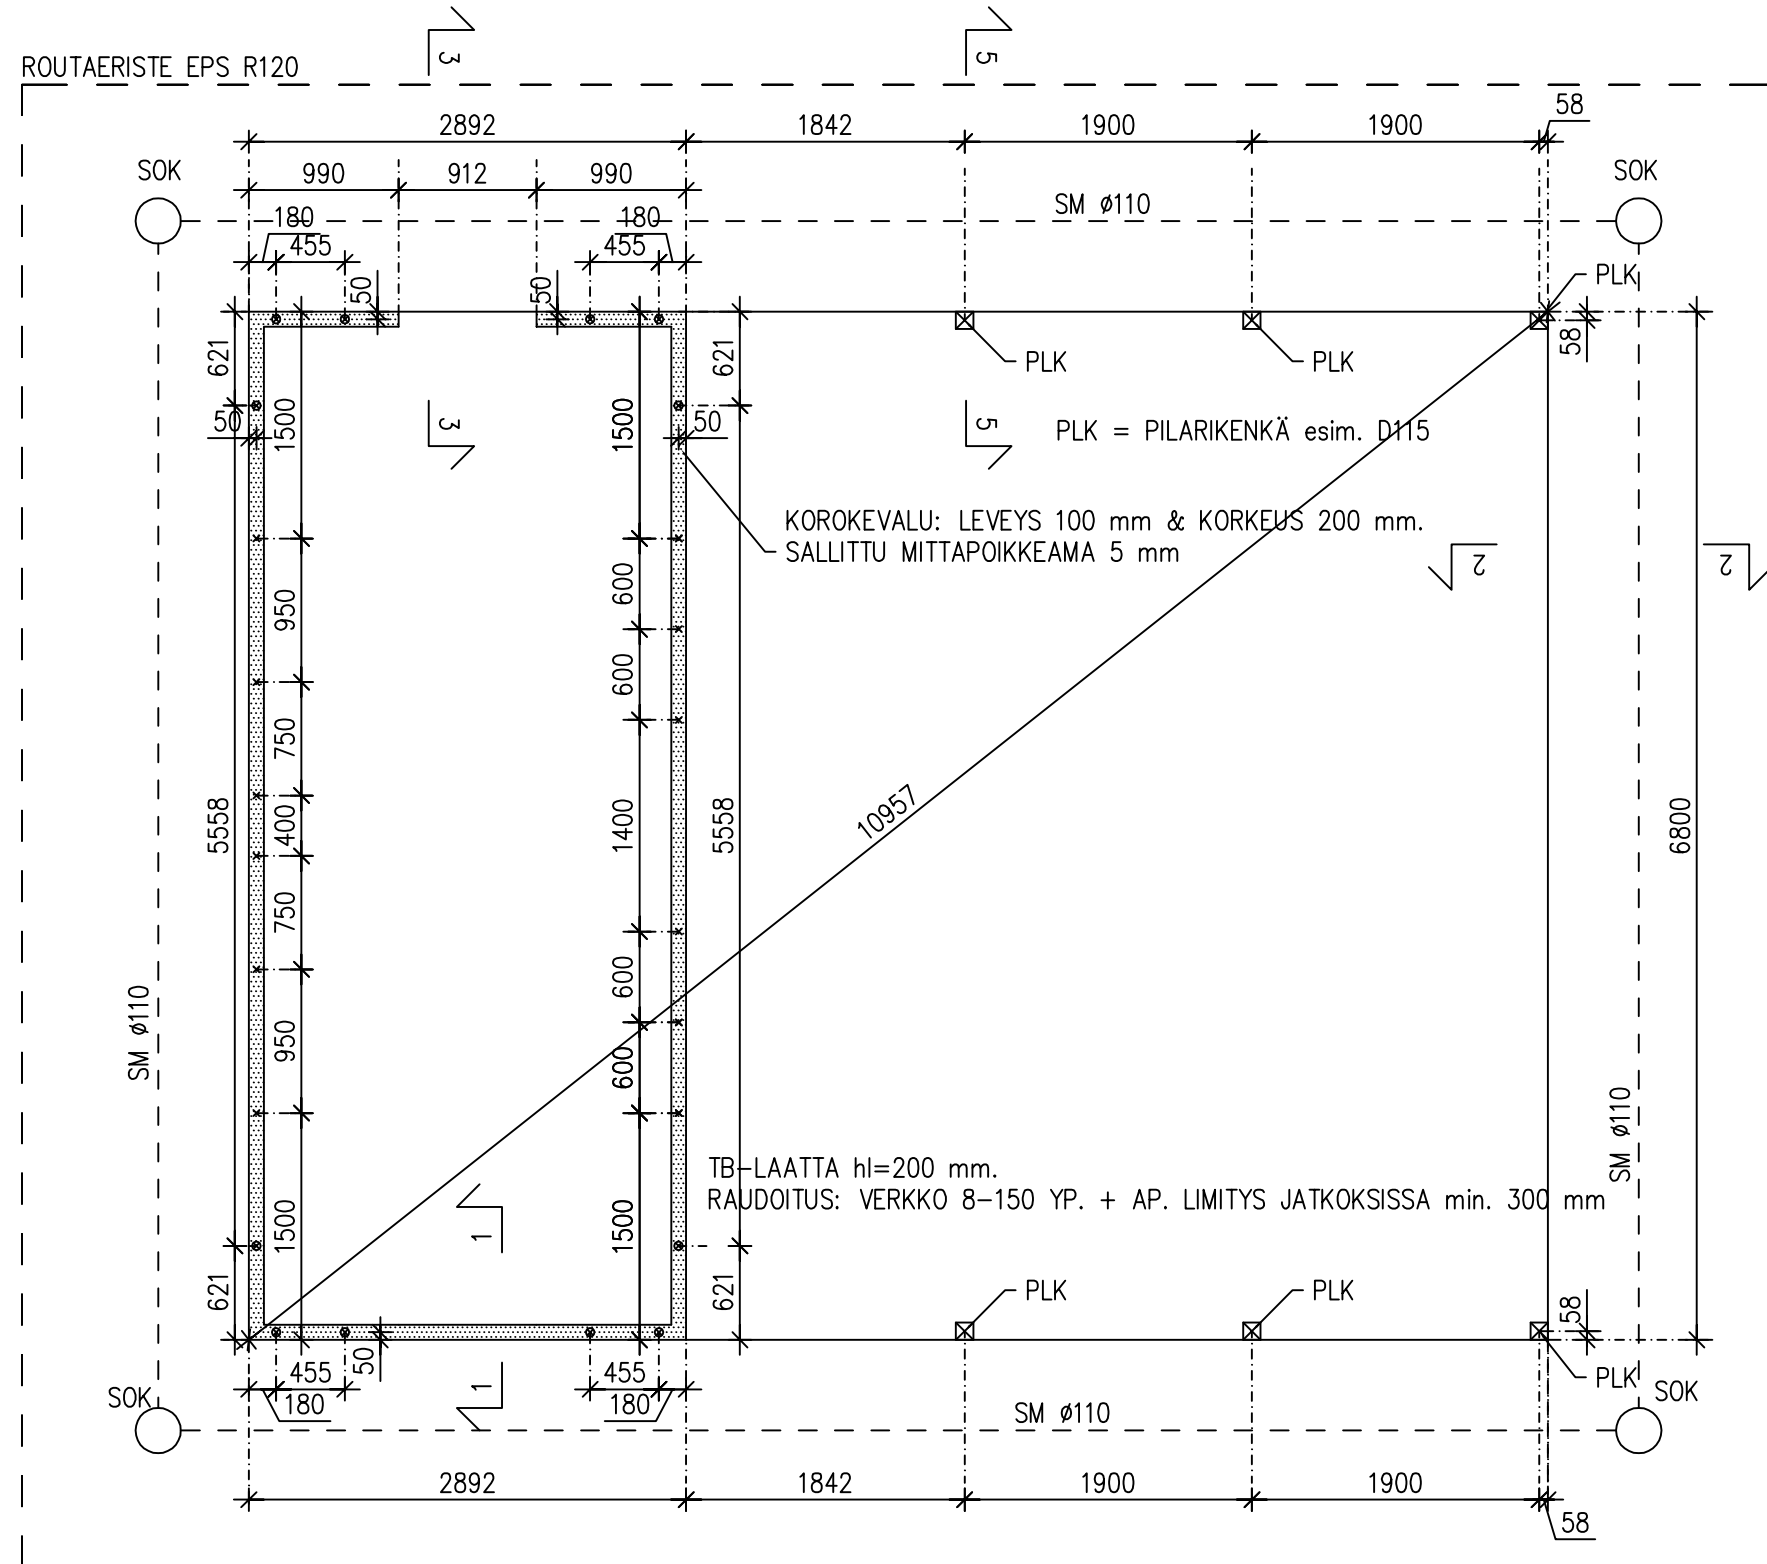 3
5
ROUTAERISTE EPS R120
58
2892
1842
1900
1900
SOK
990
912
990
SOK
SM ø110
180
180
455
455
50
50
PLK
621
621
58
PLK
PLK
50
1500
3
1500
50
5
PLK = PILARIKENKÄ esim. D115
KOROKEVALU: LEVEYS 100 mm & KORKEUS 200 mm.
SALLITTU MITTAPOIKKEAMA 5 mm
2
2
950
600
600
750
5558
400
1400
5558
10957
6800
750
600
SM ø110
950
600
SM ø110
TB-LAATTA hl=200 mm.
RAUDOITUS: VERKKO 8-150 YP. + AP. LIMITYS JATKOKSISSA min. 300 mm
1500
1
1500
621
621
PLK
PLK
58
50
455
455
1
PLK
SOK
180
180
SOK
SM ø110
2892
1842
1900
1900
58